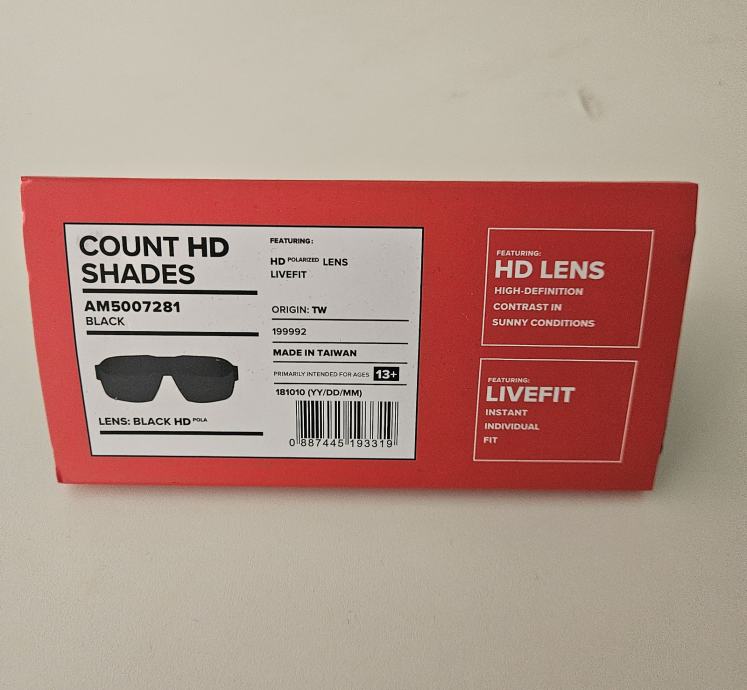 COUNT HD
SHADES
AM5007281
BLACK
LENS: BLACK HD POLA
FEATURING:
HD POLARIZED LENS
LIVEFIT
ORIGIN: TW
199992
MADE IN TAIWAN
PRIMARILY INTENDED FOR AGES 13+
181010 (YY/DD/MM)
0 887445 193319
FEATURING:
HD LENS
HIGH-DEFINITION
CONTRAST IN
SUNNY CONDITIONS
FEATURING:
LIVEFIT
INSTANT
INDIVIDUAL
FIT